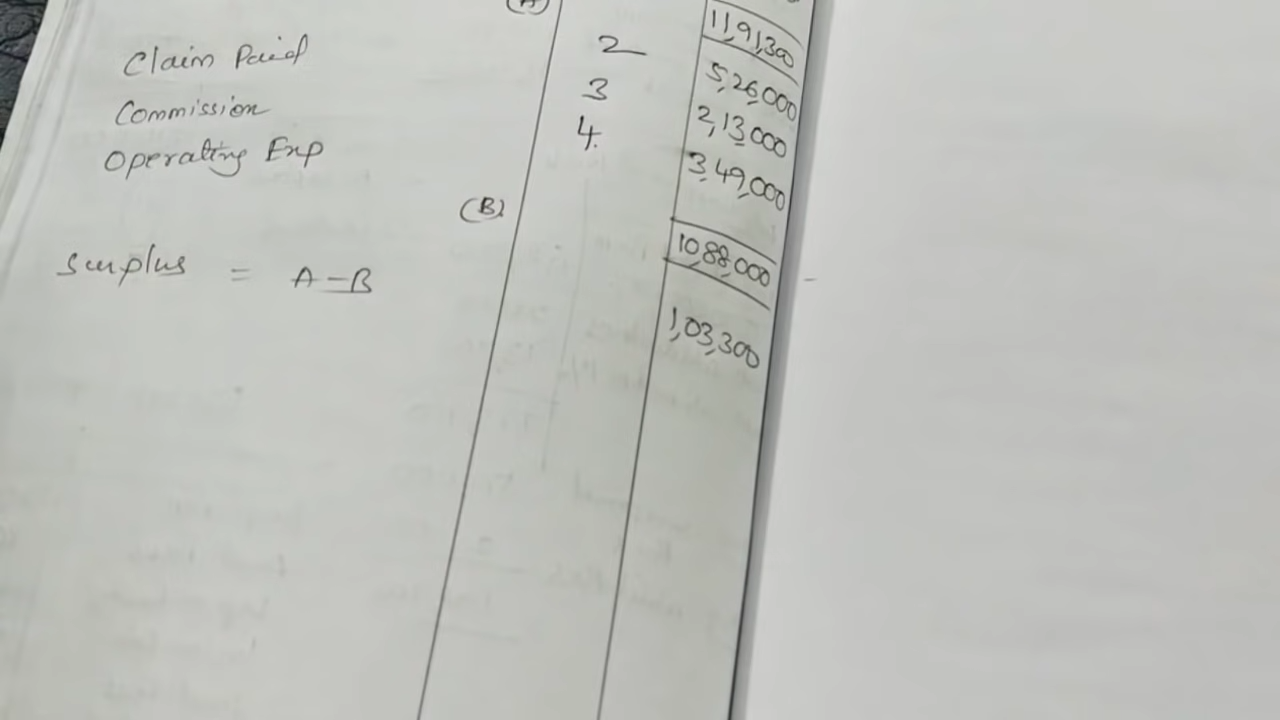 (A) 11,91,300
Claim Paid 2 5,26,000
Commission 3 2,13,000
Operating Exp 4. 3,49,000
(B) 10,88,000
Surplus = A-B 1,03,300